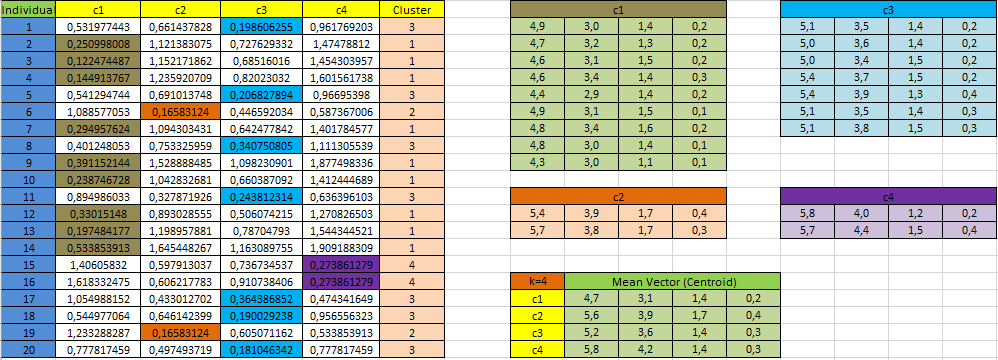 Individual c1 c2 c3 c4 Cluster
1 0,531977443 0,661437828 0,198606255 0,961769203 3
2 0,250998008 1,121383075 0,727629332 1,47478812 1
3 0,122474487 1,152171862 0,68516016 1,454303957 1
4 0,144913767 1,235920709 0,82023032 1,601561738 1
5 0,541294744 0,691013748 0,206827894 0,96695398 3
6 1,088577053 0,16583124 0,446592034 0,587367006 2
7 0,294957624 1,094303431 0,642477842 1,401784577 1
8 0,401248053 0,753325959 0,340750805 1,111305539 3
9 0,391152144 1,528888485 1,098230901 1,877498336 1
10 0,238746728 1,042832681 0,660387092 1,412444689 1
11 0,894986033 0,327871926 0,243812314 0,636396103 3
12 0,33015148 0,893028555 0,506074215 1,270826503 1
13 0,197484177 1,198957881 0,78704793 1,544344521 1
14 0,533853913 1,645448267 1,163089755 1,909188309 1
15 1,40605832 0,597913037 0,736734537 0,273861279 4
16 1,618332475 0,606217783 0,910738406 0,273861279 4
17 1,054988152 0,433012702 0,364386852 0,474341649 3
18 0,544977064 0,646142399 0,190029238 0,956556323 3
19 1,233288287 0,16583124 0,605071162 0,533853913 2
20 0,777817459 0,497493719 0,181046342 0,777817459 3
c1
4,9 3,0 1,4 0,2
4,7 3,2 1,3 0,2
4,6 3,1 1,5 0,2
4,6 3,4 1,4 0,3
4,4 2,9 1,4 0,2
4,9 3,1 1,5 0,1
4,8 3,4 1,6 0,2
4,8 3,0 1,4 0,1
4,3 3,0 1,1 0,1
c3
5,1 3,5 1,4 0,2
5,0 3,6 1,4 0,2
5,0 3,4 1,5 0,2
5,4 3,7 1,5 0,2
5,4 3,9 1,3 0,4
5,1 3,5 1,4 0,3
5,1 3,8 1,5 0,3
c2
5,4 3,9 1,7 0,4
5,7 3,8 1,7 0,3
c4
5,8 4,0 1,2 0,2
5,7 4,4 1,5 0,4
k=4 Mean Vector (Centroid)
c1 4,7 3,1 1,4 0,2
c2 5,6 3,9 1,7 0,4
c3 5,2 3,6 1,4 0,3
c4 5,8 4,2 1,4 0,3